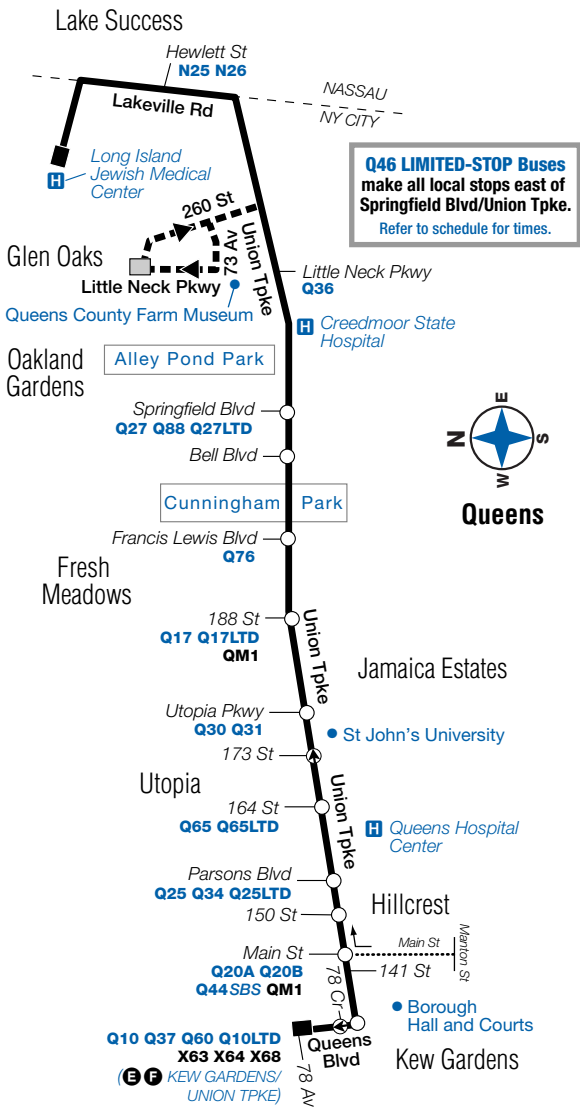 Lake Success
Hewlett St
N25 N26
NASSAU
NY CITY
Lakeville Rd
H Long Island
Jewish Medical
Center
Q46 LIMITED-STOP Buses
make all local stops east of
Springfield Blvd/Union Tpke.
Refer to schedule for times.
260 St
73 Av
Union Tpke
Glen Oaks
Little Neck Pkwy
Little Neck Pkwy
Q36
Queens County Farm Museum
H Creedmoor State
Hospital
Oakland
Gardens
Alley Pond Park
Springfield Blvd
Q27 Q88 Q27LTD
Bell Blvd
E
N
S
W
Queens
Cunningham Park
Francis Lewis Blvd
Q76
Fresh
Meadows
188 St
Q17 Q17LTD
QM1
Union Tpke
Jamaica Estates
Utopia Pkwy
Q30 Q31
St John's University
173 St
Utopia
Union Tpke
164 St
Q65 Q65LTD
H Queens Hospital
Center
Parsons Blvd
Q25 Q34 Q25LTD
Hillcrest
150 St
Main St
Manton St
Main St
Q20A Q20B
Q44SBS QM1
141 St
78 Cr
Borough
Hall and Courts
Q10 Q37 Q60 Q10LTD
X63 X64 X68
(E F KEW GARDENS/
UNION TPKE)
Queens
Blvd
78 Av
Kew Gardens